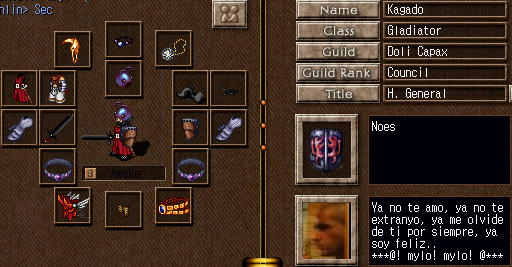 nlin> Sec
Awake
Name Kagado
Class Gladiator
Guild Doli Capax
Guild Rank Council
Title H. General
Noes
Ya no te amo, ya no te
extranyo, ya me olvide
de ti por siempre, ya
soy feliz..
***@! mylo! mylo! @***